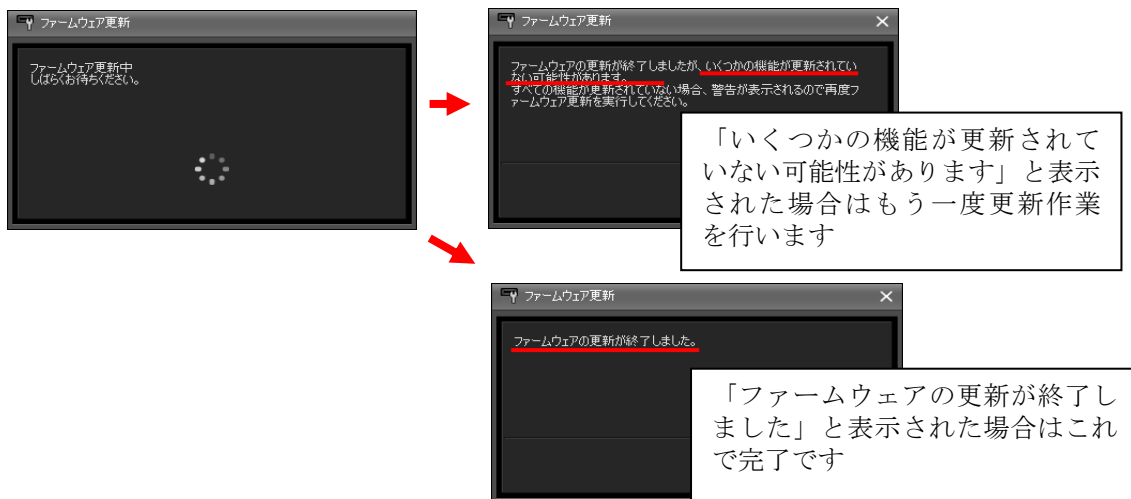 ファームウェア更新
ファームウェア更新中
しばらくお待ちください。
ファームウェア更新
ファームウェアの更新が終了しましたが、いくつかの機能が更新されてい
ない可能性があります。
すべての機能が更新されていない場合、警告が表示されるので再度フ
ァームウェア更新を実行してください。
「いくつかの機能が更新されて
いない可能性があります」と表示
された場合はもう一度更新作業
を行います
ファームウェア更新
ファームウェアの更新が終了しました。
「ファームウェアの更新が終了し
ました」と表示された場合はこれ
で完了です